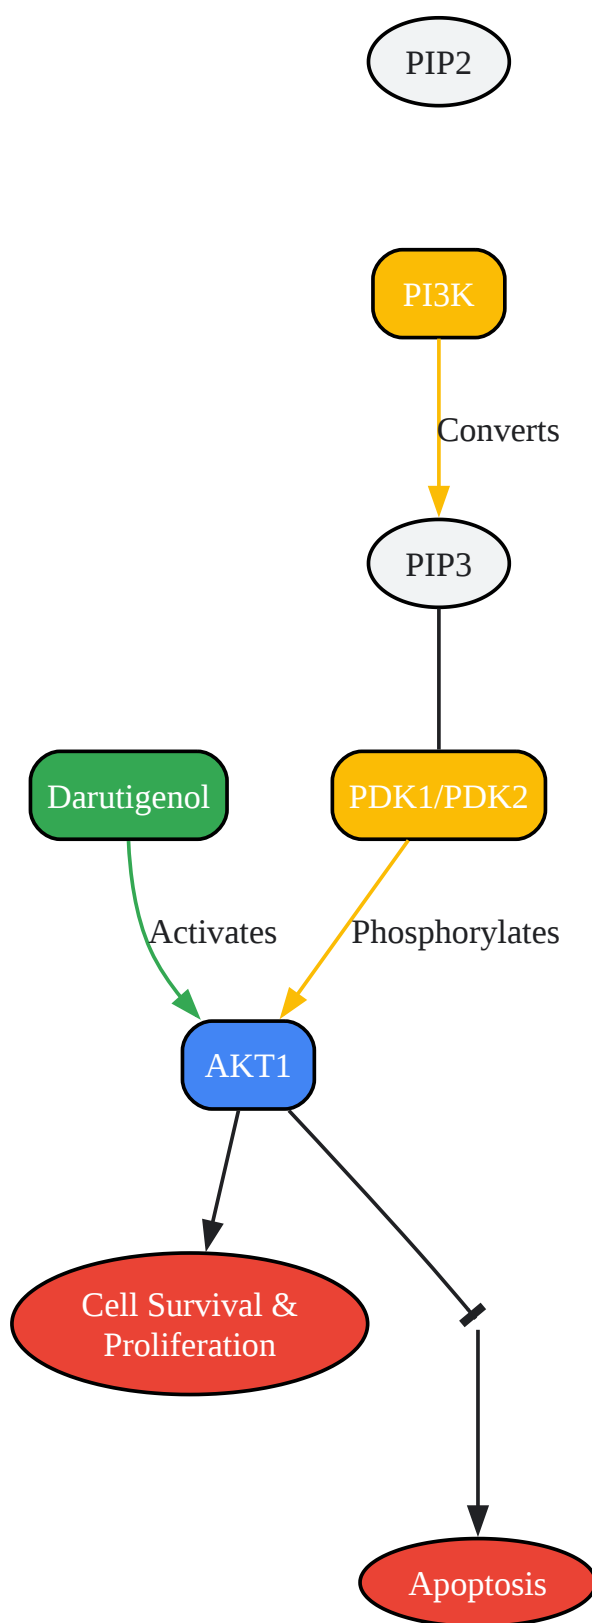 PIP2
PI3K
Converts
PIP3
Darutigenol
PDK1/PDK2
Activates
Phosphorylates
AKT1
Cell Survival &
Proliferation
Apoptosis